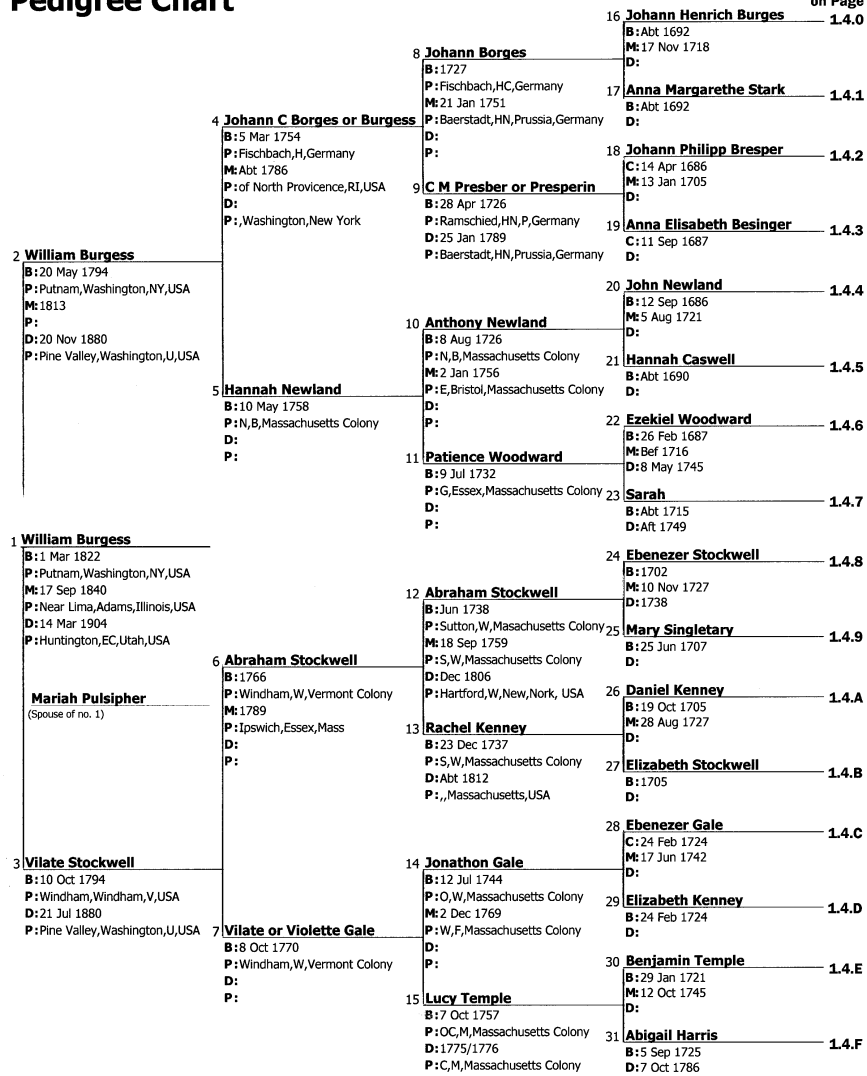 Pedigree Chart
on Page
16 Johann Henrich Burges
1.4.0
B:Abt 1692
M:17 Nov 1718
D:
8 Johann Borges
B:1727
P:Fischbach,HC,Germany
M:21 Jan 1751
P:Baerstadt,HN,Prussia,Germany
D:
P:
17 Anna Margarethe Stark
1.4.1
B:Abt 1692
D:
4 Johann C Borges or Burgess
B:5 Mar 1754
P:Fischbach,H,Germany
M:Abt 1786
P:of North Provicence,RI,USA
D:
P:,Washington,New York
18 Johann Philipp Bresper
1.4.2
C:14 Apr 1686
M:13 Jan 1705
D:
9 C M Presber or Presperin
B:28 Apr 1726
P:Ramschied,HN,P,Germany
D:25 Jan 1789
P:Baerstadt,HN,Prussia,Germany
19 Anna Elisabeth Besinger
1.4.3
C:11 Sep 1687
D:
2 William Burgess
B:20 May 1794
P:Putnam,Washington,NY,USA
M:1813
P:
D:20 Nov 1880
P:Pine Valley,Washington,U,USA
20 John Newland
1.4.4
B:12 Sep 1686
M:5 Aug 1721
D:
10 Anthony Newland
B:8 Aug 1726
P:N,B,Massachusetts Colony
M:2 Jan 1756
P:E,Bristol,Massachusetts Colony
D:
P:
21 Hannah Caswell
1.4.5
B:Abt 1690
D:
5 Hannah Newland
B:10 May 1758
P:N,B,Massachusetts Colony
D:
P:
22 Ezekiel Woodward
1.4.6
B:26 Feb 1687
M:Bef 1716
D:8 May 1745
11 Patience Woodward
B:9 Jul 1732
P:G,Essex,Massachusetts Colony
D:
P:
23 Sarah
1.4.7
B:Abt 1715
D:Aft 1749
1 William Burgess
B:1 Mar 1822
P:Putnam,Washington,NY,USA
M:17 Sep 1840
P:Near Lima,Adams,Illinois,USA
D:14 Mar 1904
P:Huntington,EC,Utah,USA
Mariah Pulsipher
(Spouse of no. 1)
24 Ebenezer Stockwell
1.4.8
B:1702
M:10 Nov 1727
D:1738
12 Abraham Stockwell
B:Jun 1738
P:Sutton,W,Masachusetts Colony
M:18 Sep 1759
P:S,W,Massachusetts Colony
D:Dec 1806
P:Hartford,W,New,Nork, USA
25 Mary Singletary
1.4.9
B:25 Jun 1707
D:
6 Abraham Stockwell
B:1766
P:Windham,W,Vermont Colony
M:1789
P:Ipswich,Essex,Mass
D:
P:
26 Daniel Kenney
1.4.A
B:19 Oct 1705
M:28 Aug 1727
D:
13 Rachel Kenney
B:23 Dec 1737
P:S,W,Massachusetts Colony
D:Abt 1812
P:,,Massachusetts,USA
27 Elizabeth Stockwell
1.4.B
B:1705
D:
3 Vilate Stockwell
B:10 Oct 1794
P:Windham,Windham,V,USA
D:21 Jul 1880
P:Pine Valley,Washington,U,USA
28 Ebenezer Gale
1.4.C
C:24 Feb 1724
M:17 Jun 1742
D:
14 Jonathon Gale
B:12 Jul 1744
P:O,W,Massachusetts Colony
M:2 Dec 1769
P:W,F,Massachusetts Colony
D:
P:
29 Elizabeth Kenney
1.4.D
B:24 Feb 1724
D:
7 Vilate or Violette Gale
B:8 Oct 1770
P:Windham,W,Vermont Colony
D:
P:
30 Benjamin Temple
1.4.E
B:29 Jan 1721
M:12 Oct 1745
D:
15 Lucy Temple
B:7 Oct 1757
P:OC,M,Massachusetts Colony
D:1775/1776
P:C,M,Massachusetts Colony
31 Abigail Harris
1.4.F
B:5 Sep 1725
D:7 Oct 1786